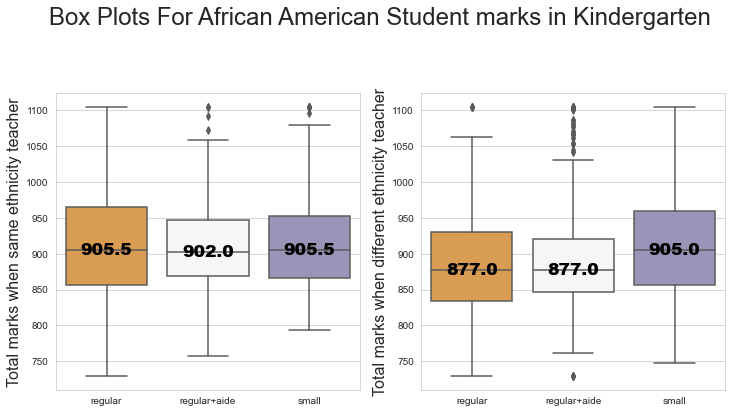 Box Plots For African American Student marks in Kindergarten
Total marks when same ethnicity teacher
1100
1050
1000
950
900
850
800
750
905.5
902.0
905.5
regular
regular+aide
small
Total marks when different ethnicity teacher
1100
1050
1000
950
900
850
800
750
877.0
877.0
905.0
regular
regular+aide
small